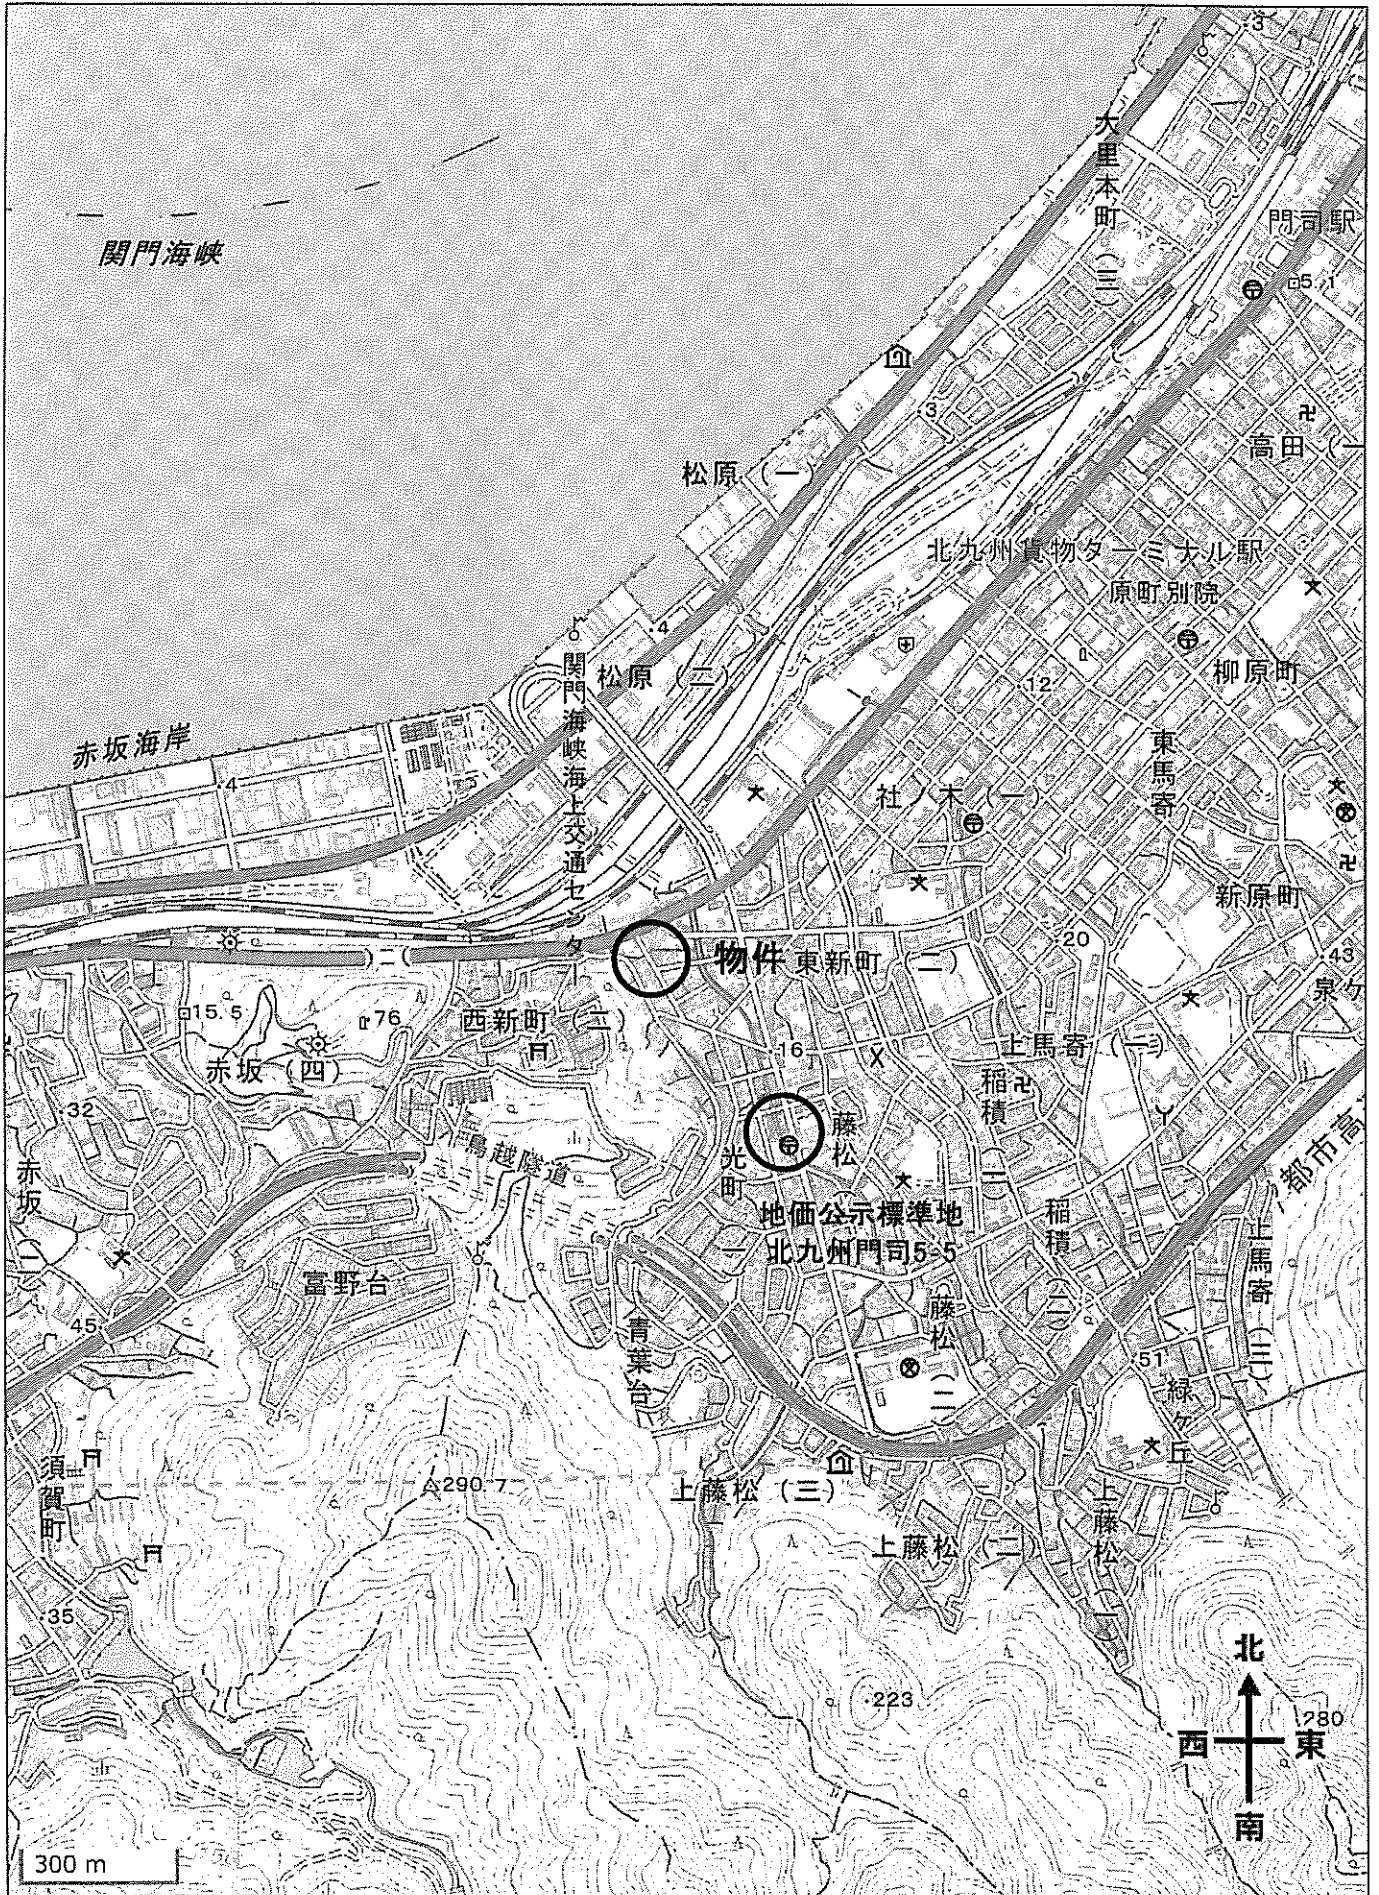 .3
大里本町（三）
門司駅
関門海峡
5.1
.3
高田（一
松原（一）
北九州貨物ターミナル駅
原町別院
.4
関門海峡海上交通センター
松原（二）
柳原町
.12
東馬寄
赤坂海岸
.4
社ノ木（一）
新原町
.20
.43
物件
東新町（二）
泉ケ
15.5
76
西新町（二）
.16
上馬寄（一）
赤坂（四）
稲積（一）
.32
藤松
鳥越隧道
光町
都市高
赤坂（二）
地価公示標準地
北九州門司5-5
稲積（二）
上馬寄（三）
富野台
藤松（二）
45
青葉台
.51
緑ケ丘
須賀町
290.7
上藤松（三）
上藤松（二）
上藤松（一）
.35
北
.223
.280
西
東
南
300 m